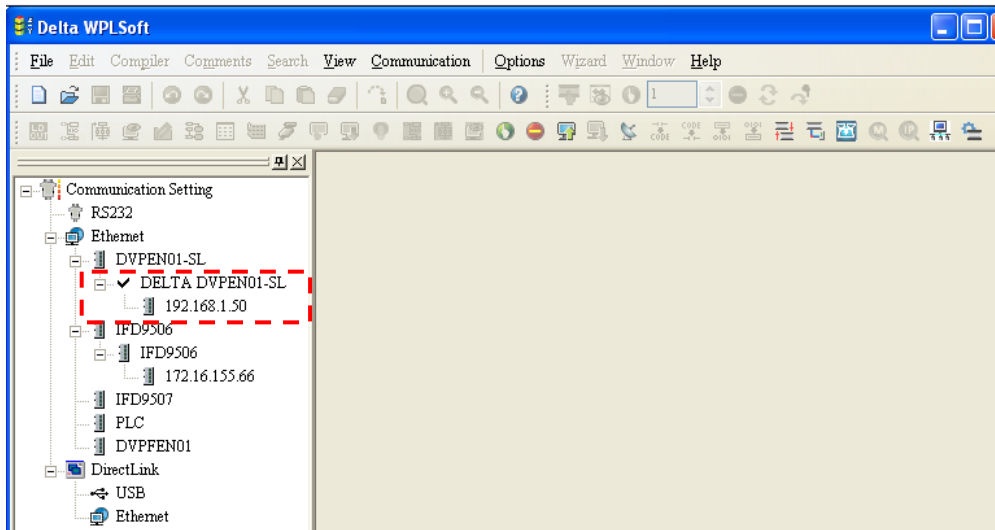 Delta WPLSoft
File Edit Compiler Comments Search View Communication Options Wizard Window Help
1
Communication Setting
RS232
Ethernet
DVPEN01-SL
DELTA DVPEN01-SL
192.168.1.50
IFD9506
IFD9506
172.16.155.66
IFD9507
PLC
DVPFEN01
DirectLink
USB
Ethernet